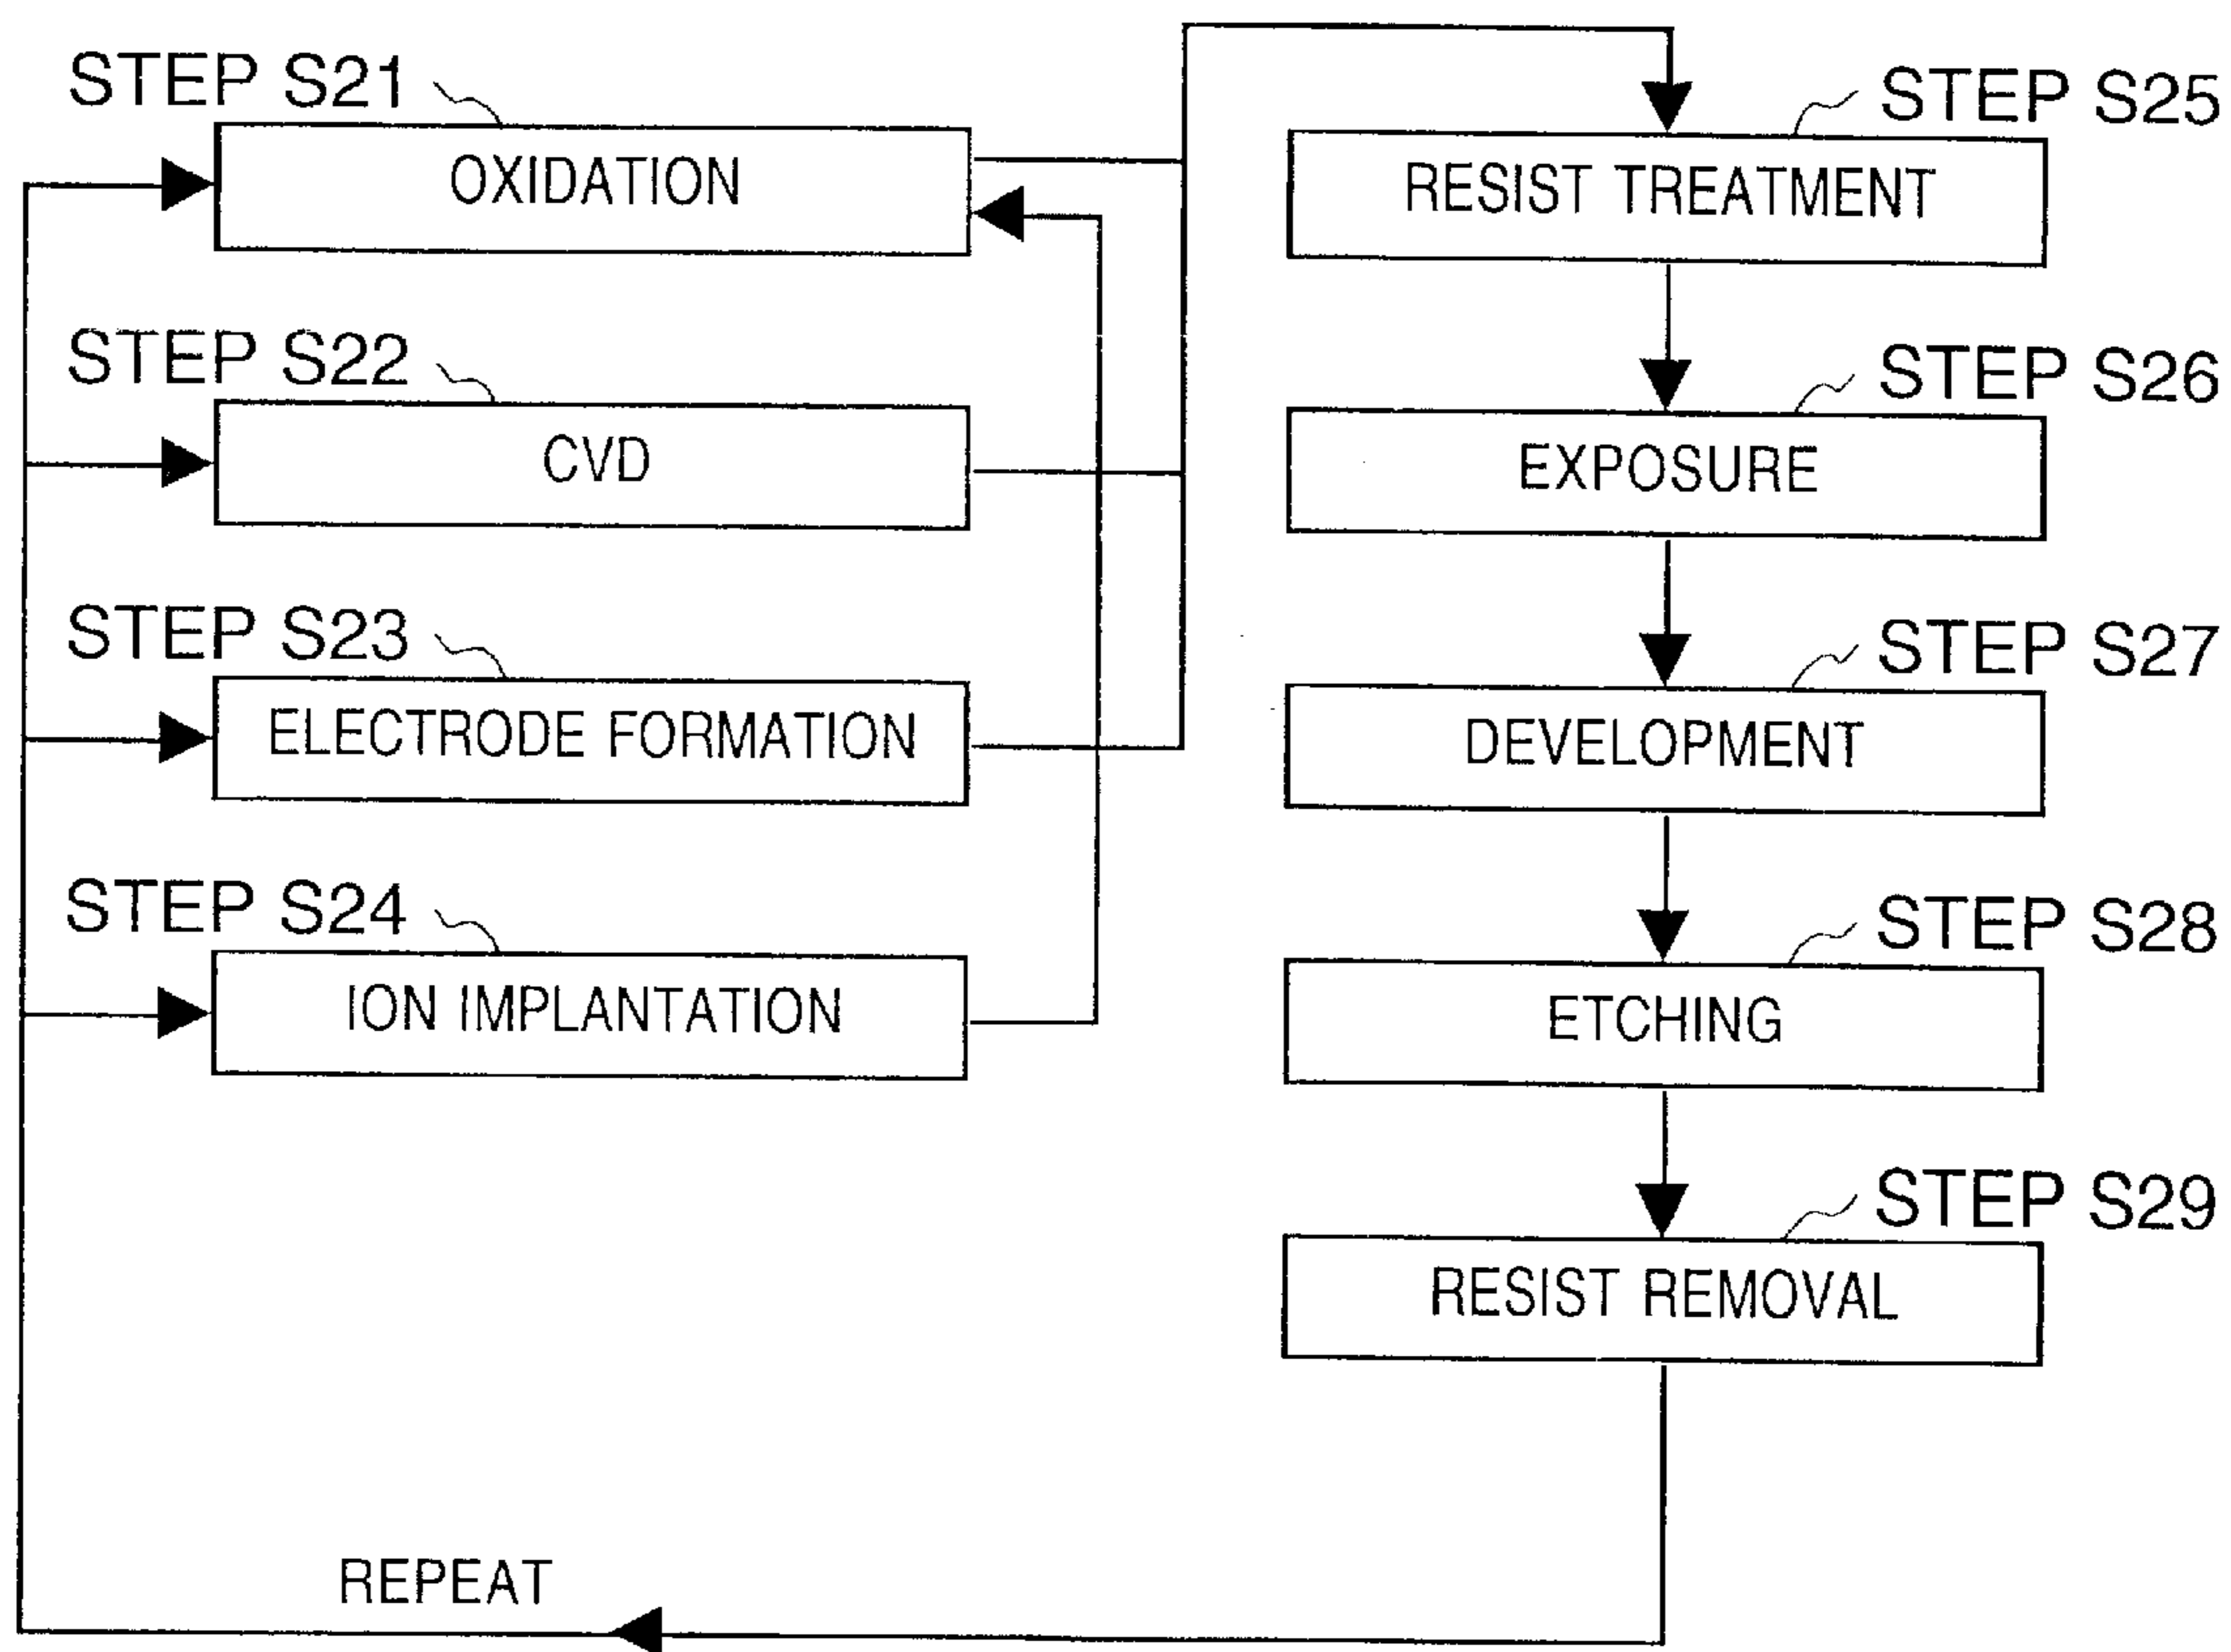 STEP S21
OXIDATION
STEP S22
CVD
STEP S23
ELECTRODE FORMATION
STEP S24
ION IMPLANTATION
STEP S25
RESIST TREATMENT
STEP S26
EXPOSURE
STEP S27
DEVELOPMENT
STEP S28
ETCHING
STEP S29
RESIST REMOVAL
REPEAT